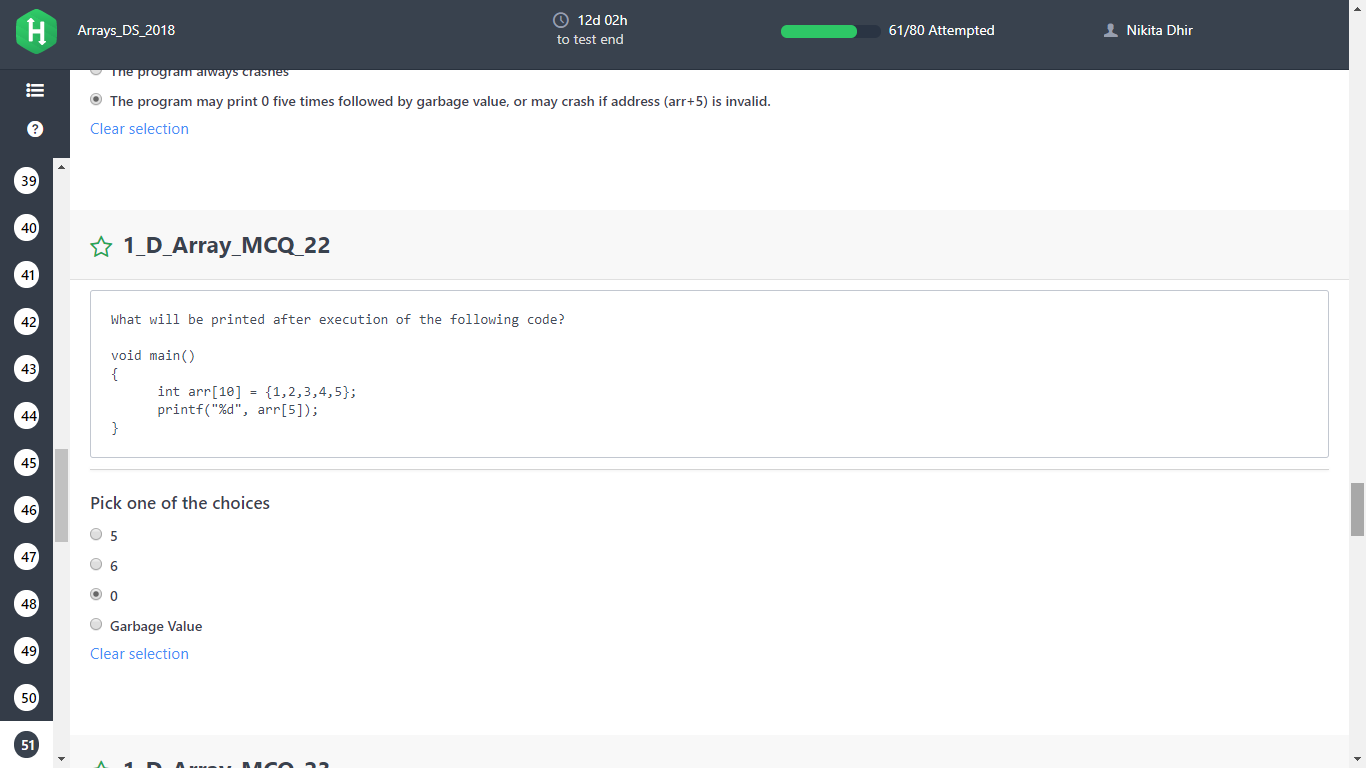 Arrays_DS_2018
12d 02h
to test end
61/80 Attempted
Nikita Dhir
The program always crashes
The program may print 0 five times followed by garbage value, or may crash if address (arr+5) is invalid.
Clear selection
?
39
40
41
42
43
44
45
46
47
48
49
50
51
1_D_Array_MCQ_22
What will be printed after execution of the following code?
void main()
{
int arr[10] = {1,2,3,4,5};
printf("%d", arr[5]);
}
Pick one of the choices
5
6
0
Garbage Value
Clear selection
1_D_Array_MCQ_23